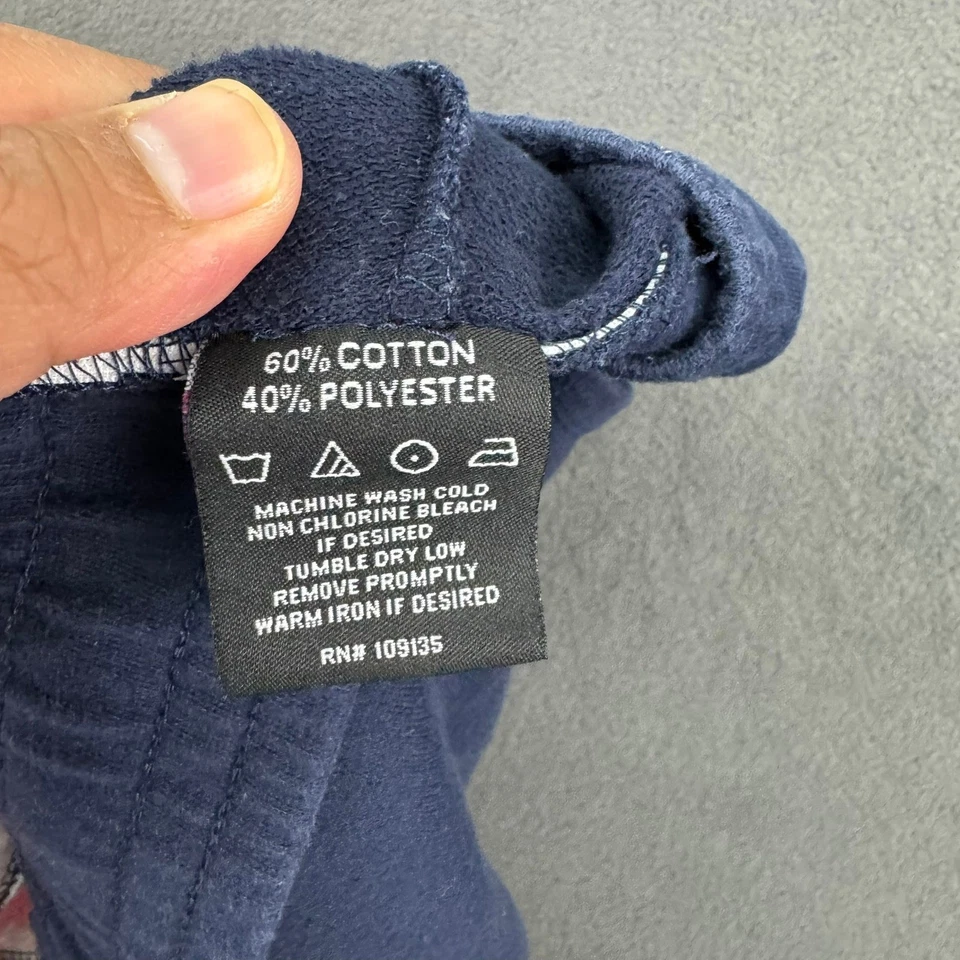 60% COTTON
40% POLYESTER
MACHINE WASH COLD
NON CHLORINE BLEACH
IF DESIRED
TUMBLE DRY LOW
REMOVE PROMPTLY
WARM IRON IF DESIRED
RN# 109135